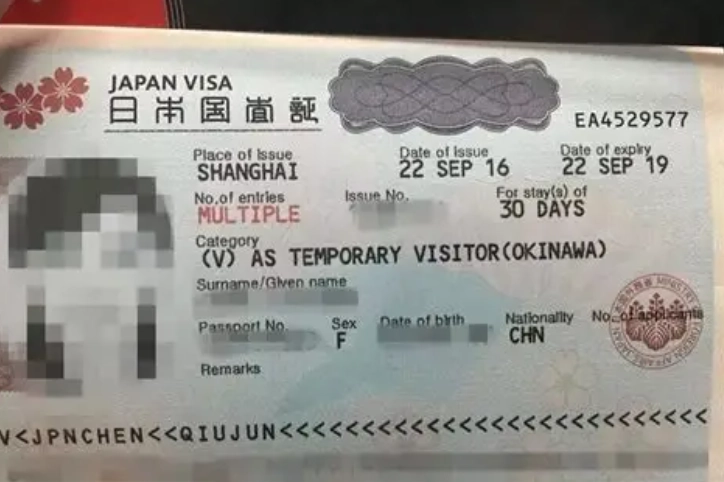 JAPAN VISA
日本国査証
EA4529577
Place of issue
SHANGHAI
Date of issue
22 SEP 16
Date of expiry
22 SEP 19
No.of entries
MULTIPLE
Issue No.
For stay(s) of
30 DAYS
Category
(V) AS TEMPORARY VISITOR(OKINAWA)
Surname/Given name
Passport No.
Sex
F
Date of birth
Nationality
CHN
No. of applicants
Remarks
V<JPNCHEN<<QIUJUN<<<<<<<<<<<<<<<<<<<<<<<<<<<